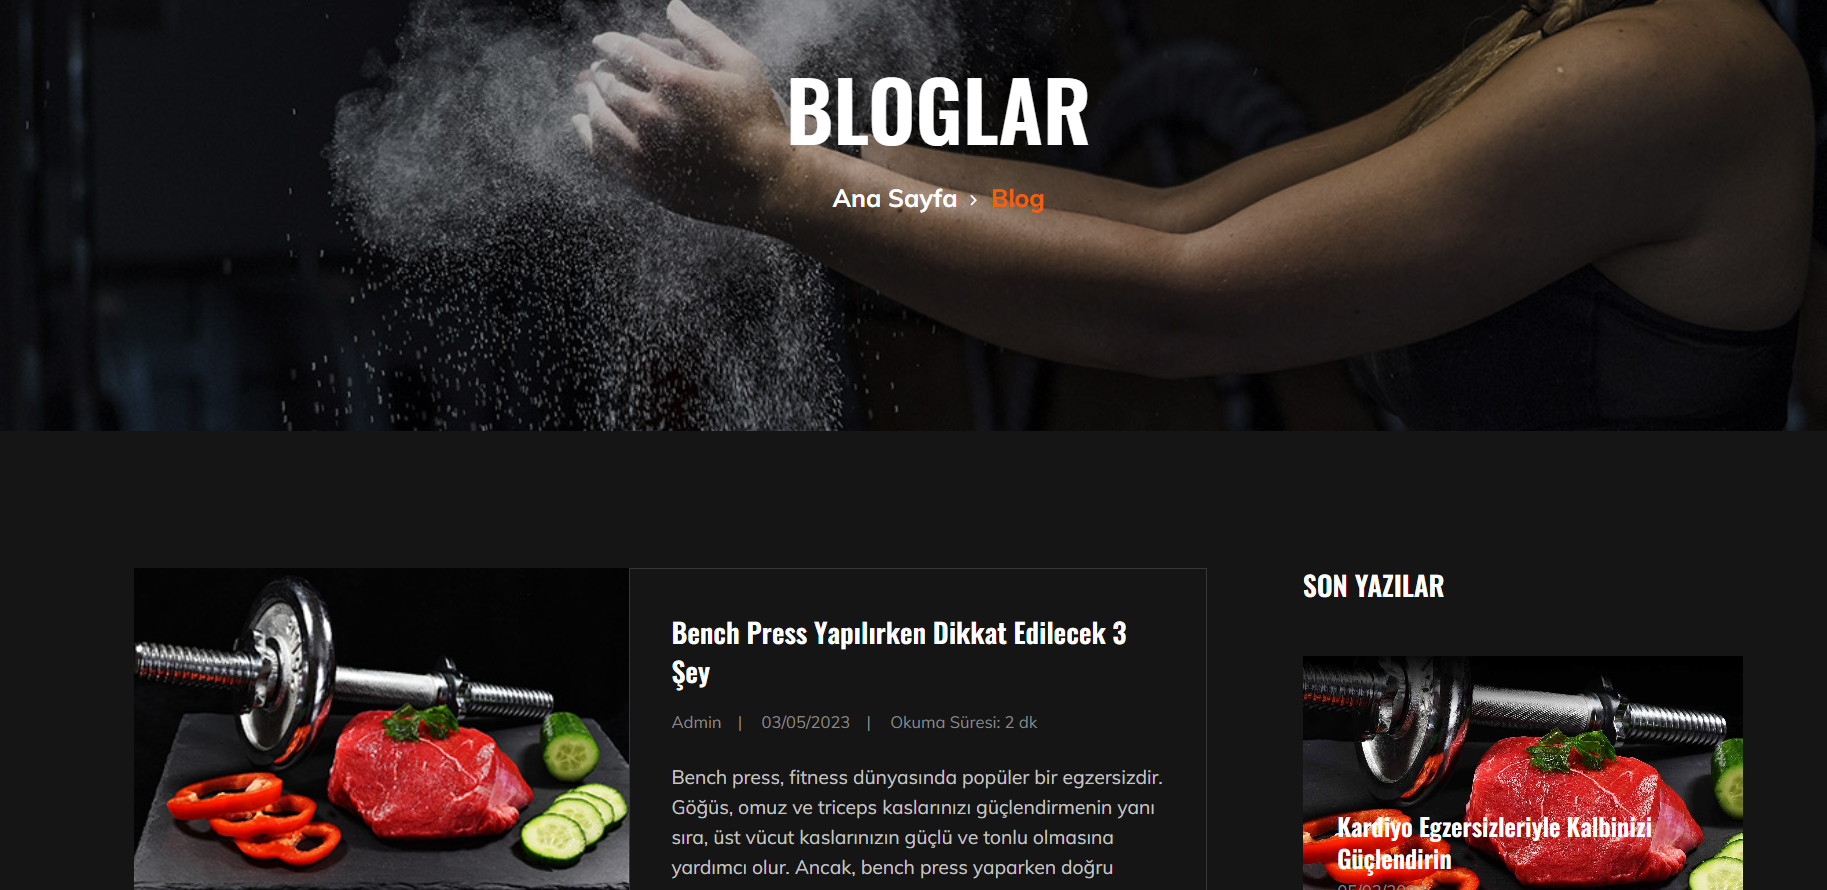 BLOGLAR
Ana Sayfa › Blog
Bench Press Yapılırken Dikkat Edilecek 3
Şey
Admin | 03/05/2023 | Okuma Süresi: 2 dk
Bench press, fitness dünyasında popüler bir egzersizdir.
Göğüs, omuz ve triceps kaslarınızı güçlendirmenin yanı
sıra, üst vücut kaslarınızın güçlü ve tonlu olmasına
yardımcı olur. Ancak, bench press yaparken doğru
SON YAZILAR
Kardiyo Egzersizleriyle Kalbinizi
Güçlendirin